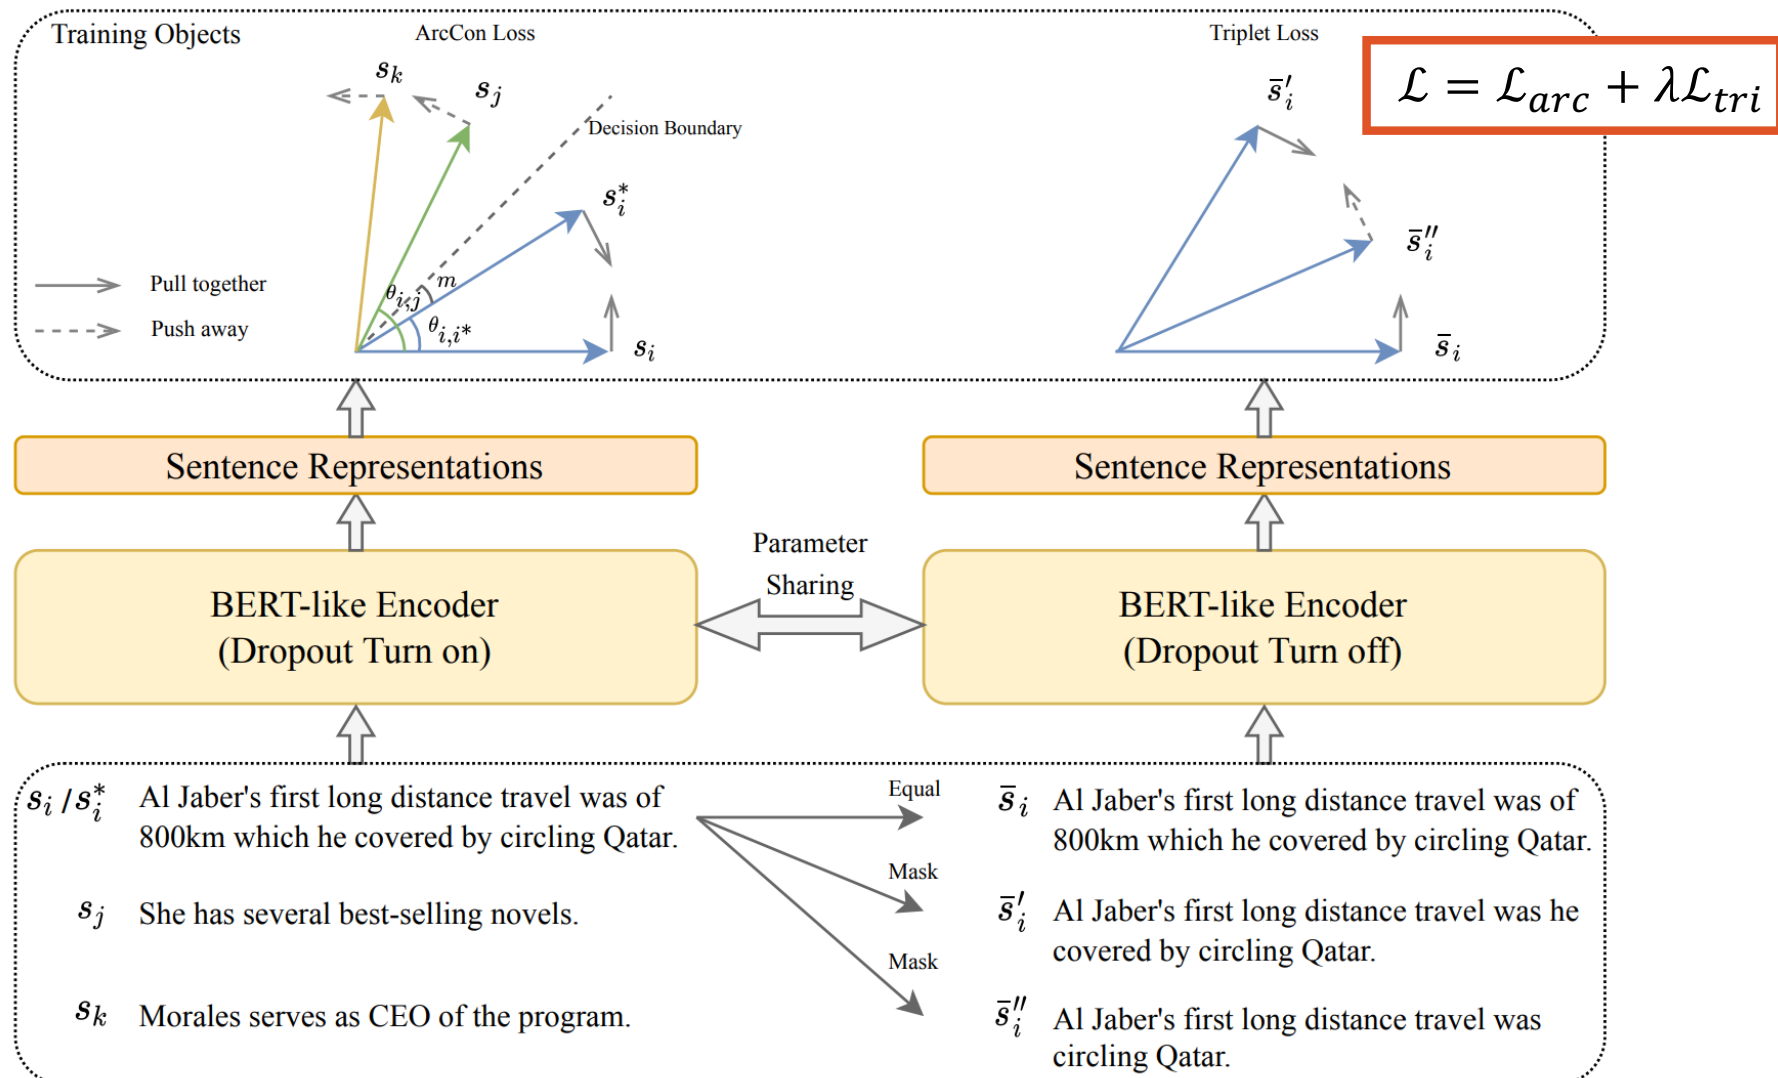 Training Objects
ArcCon Loss
Triplet Loss
ℒ = ℒ_arc + λℒ_tri
s_k
s_j
Decision Boundary
s_i^*
s̄′_i
s̄″_i
Pull together
Push away
θ_{i,j}
m
θ_{i,i*}
s_i
s̄_i
Sentence Representations
Sentence Representations
BERT-like Encoder
(Dropout Turn on)
Parameter
Sharing
BERT-like Encoder
(Dropout Turn off)
s_i / s_i^* Al Jaber's first long distance travel was of
800km which he covered by circling Qatar.
s_j She has several best-selling novels.
s_k Morales serves as CEO of the program.
Equal
Mask
Mask
s̄_i Al Jaber's first long distance travel was of
800km which he covered by circling Qatar.
s̄′_i Al Jaber's first long distance travel was he
covered by circling Qatar.
s̄″_i Al Jaber's first long distance travel was
circling Qatar.